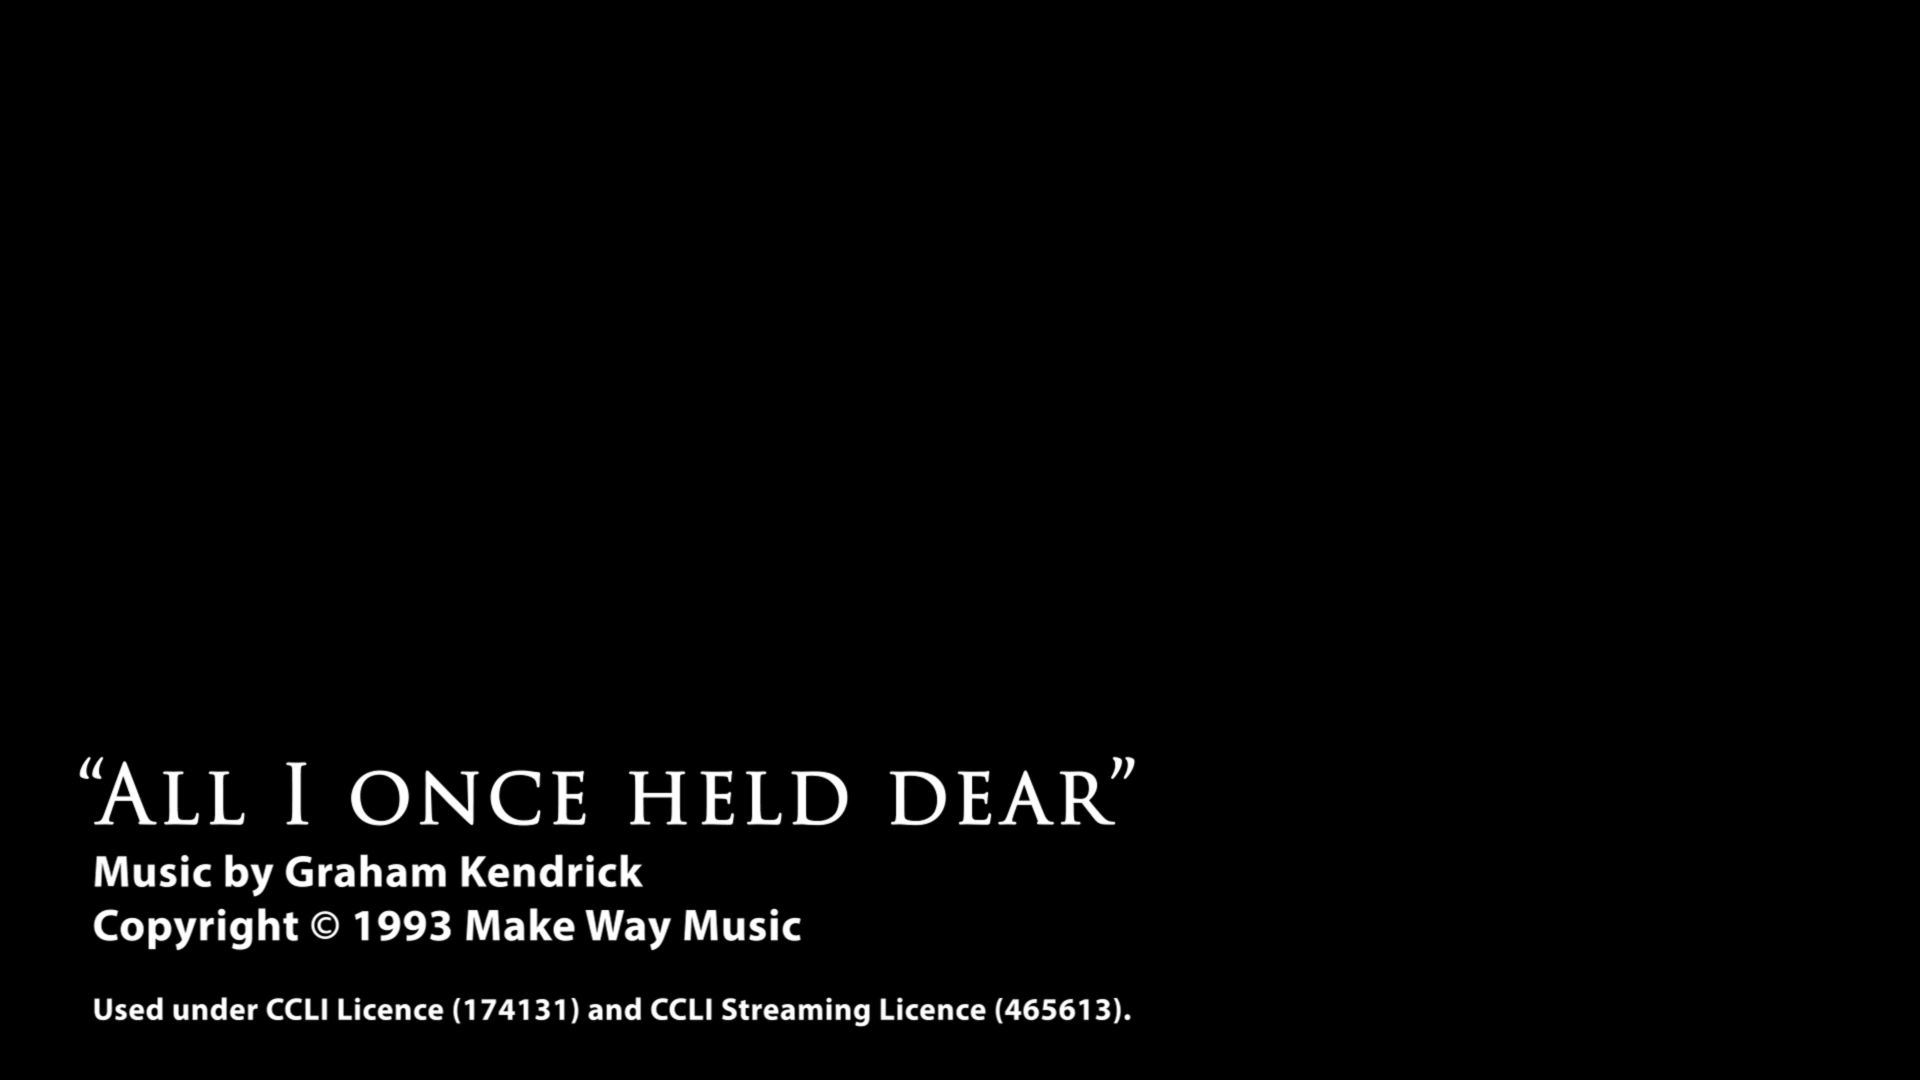 “All I once held dear”
Music by Graham Kendrick
Copyright © 1993 Make Way Music
Used under CCLI Licence (174131) and CCLI Streaming Licence (465613).